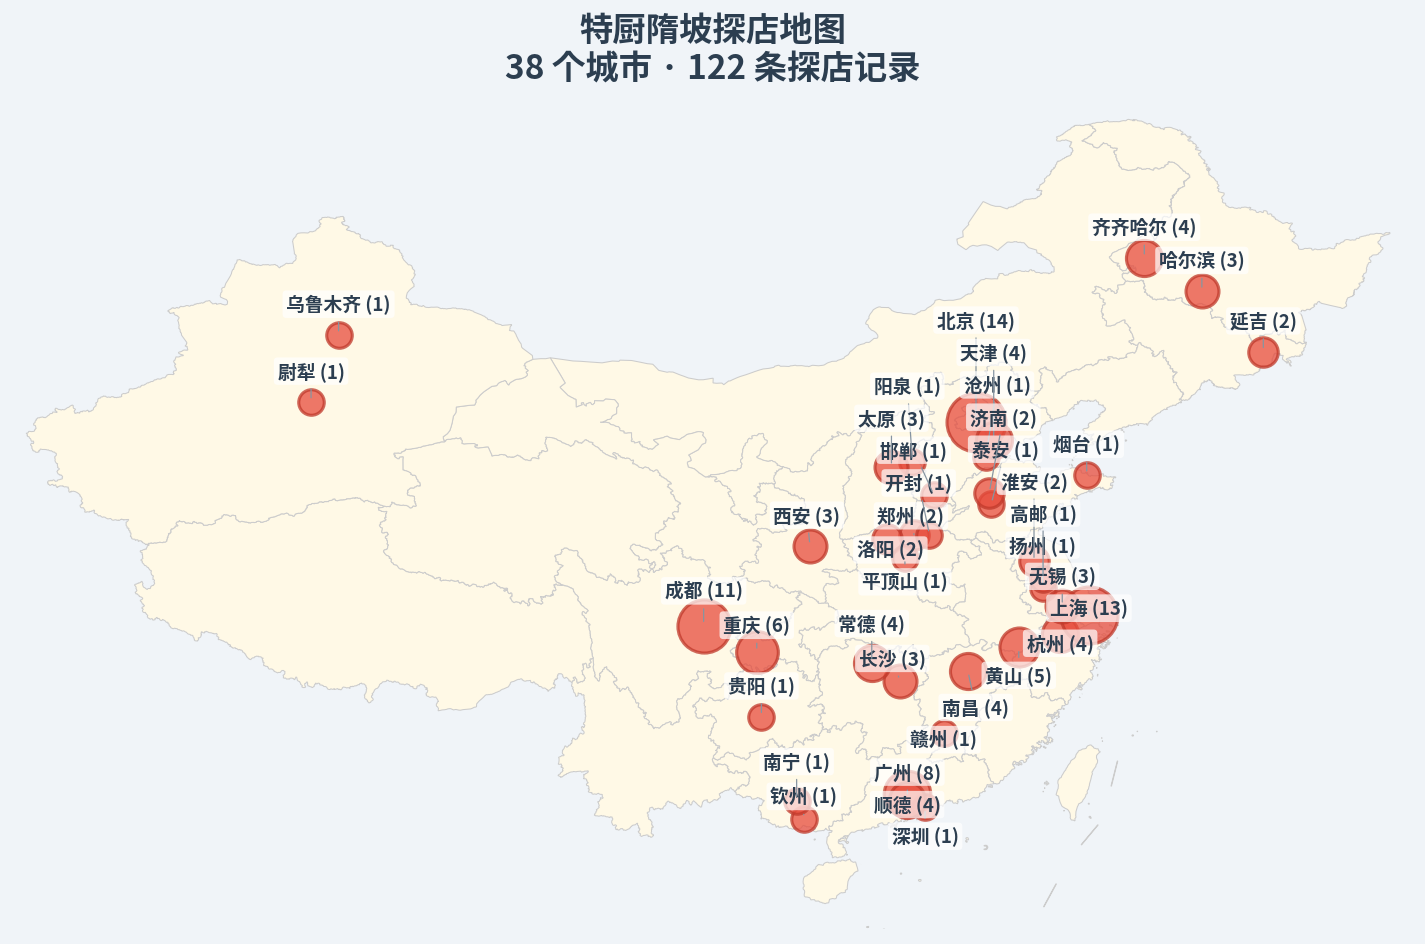 特厨隋坡探店地图
38 个城市 · 122 条探店记录
齐齐哈尔 (4)
哈尔滨 (3)
乌鲁木齐 (1)
北京 (14)
延吉 (2)
天津 (4)
尉犁 (1)
阳泉 (1)
沧州 (1)
太原 (3)
济南 (2)
烟台 (1)
邯郸 (1)
泰安 (1)
开封 (1)
淮安 (2)
西安 (3)
郑州 (2)
高邮 (1)
洛阳 (2)
扬州 (1)
平顶山 (1)
无锡 (3)
成都 (11)
上海 (13)
重庆 (6)
常德 (4)
杭州 (4)
长沙 (3)
黄山 (5)
贵阳 (1)
南昌 (4)
赣州 (1)
南宁 (1)
广州 (8)
钦州 (1)
顺德 (4)
深圳 (1)